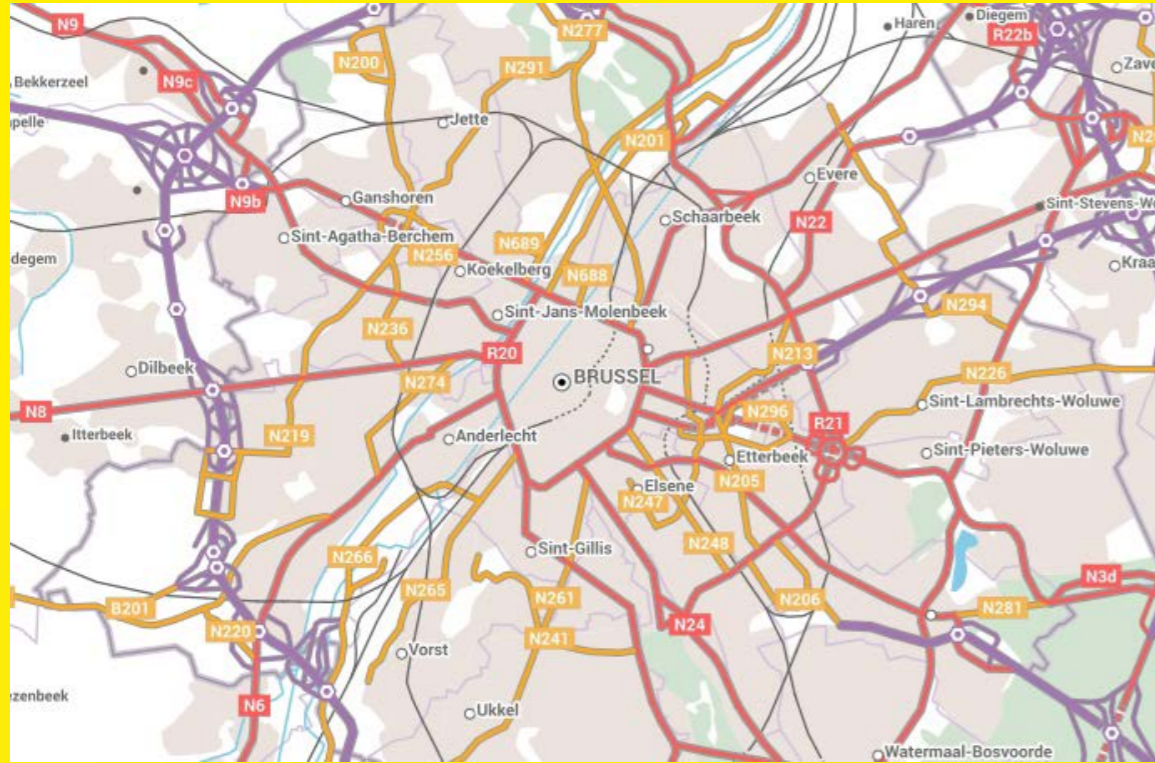 N9
N277
Haren
Diegem
R22b
N200
N291
Zave
Bekkerzeel
N9c
apelle
Jette
N201
N9b
Ganshoren
Evere
Schaarbeek
N22
Sint-Stevens-Wo
Sint-Agatha-Berchem
N256
N689
degem
Koekelberg
N688
Kraa
N294
Sint-Jans-Molenbeek
N236
R20
N213
Dilbeek
BRUSSEL
N226
N274
N8
Sint-Lambrechts-Woluwe
N296
R21
Itterbeek
N219
Anderlecht
Etterbeek
Sint-Pieters-Woluwe
Elsene
N205
N247
N248
Sint-Gillis
N266
N3d
N265
N261
N206
B201
N281
N220
N241
N24
Vorst
ezenbeek
N6
Ukkel
Watermaal-Bosvoorde